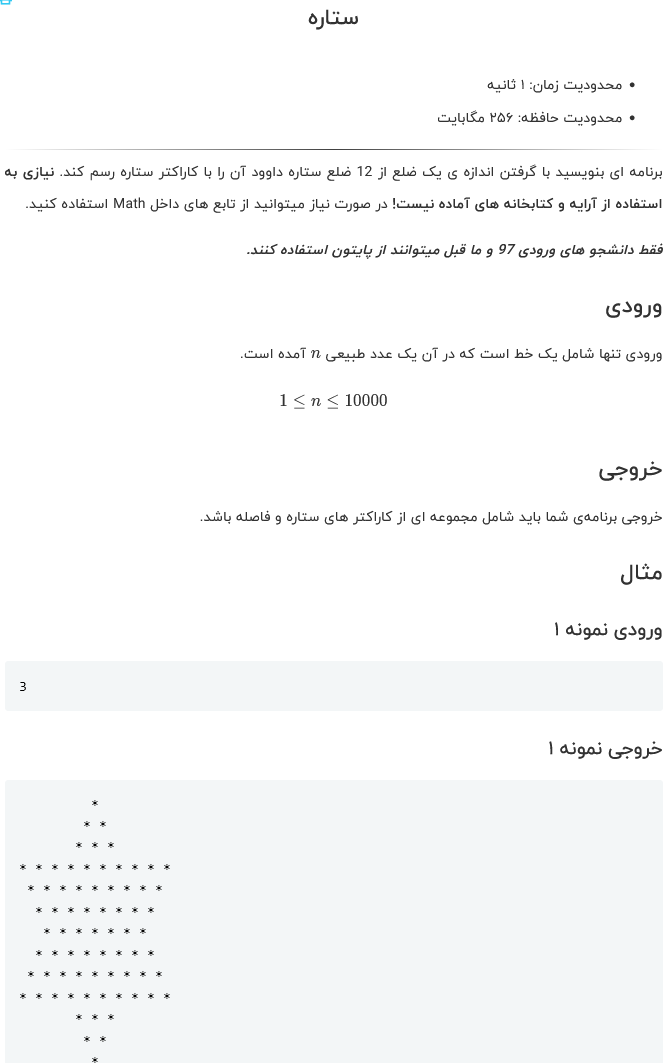 ستاره
• محدودیت زمان: ۱ ثانیه
• محدودیت حافظه: ۲۵۶ مگابایت
برنامه ای بنویسید با گرفتن اندازه ی یک ضلع از 12 ضلع ستاره داوود آن را با کاراکتر ستاره رسم کند. نیازی به
استفاده از آرایه و کتابخانه های آماده نیست! در صورت نیاز میتوانید از تابع های داخل Math استفاده کنید.
فقط دانشجو های ورودی 97 و ما قبل میتوانند از پایتون استفاده کنند.
ورودی
ورودی تنها شامل یک خط است که در آن یک عدد طبیعی n آمده است.
1 ≤ n ≤ 10000
خروجی
خروجی برنامه‌ی شما باید شامل مجموعه ای از کاراکتر های ستاره و فاصله باشد.
مثال
ورودی نمونه ۱
3
خروجی نمونه ۱
         *
        * *
       * * *
* * * * * * * * * *
 * * * * * * * * *
  * * * * * * * *
   * * * * * * *
  * * * * * * * *
 * * * * * * * * *
* * * * * * * * * *
       * * *
        * *
         *